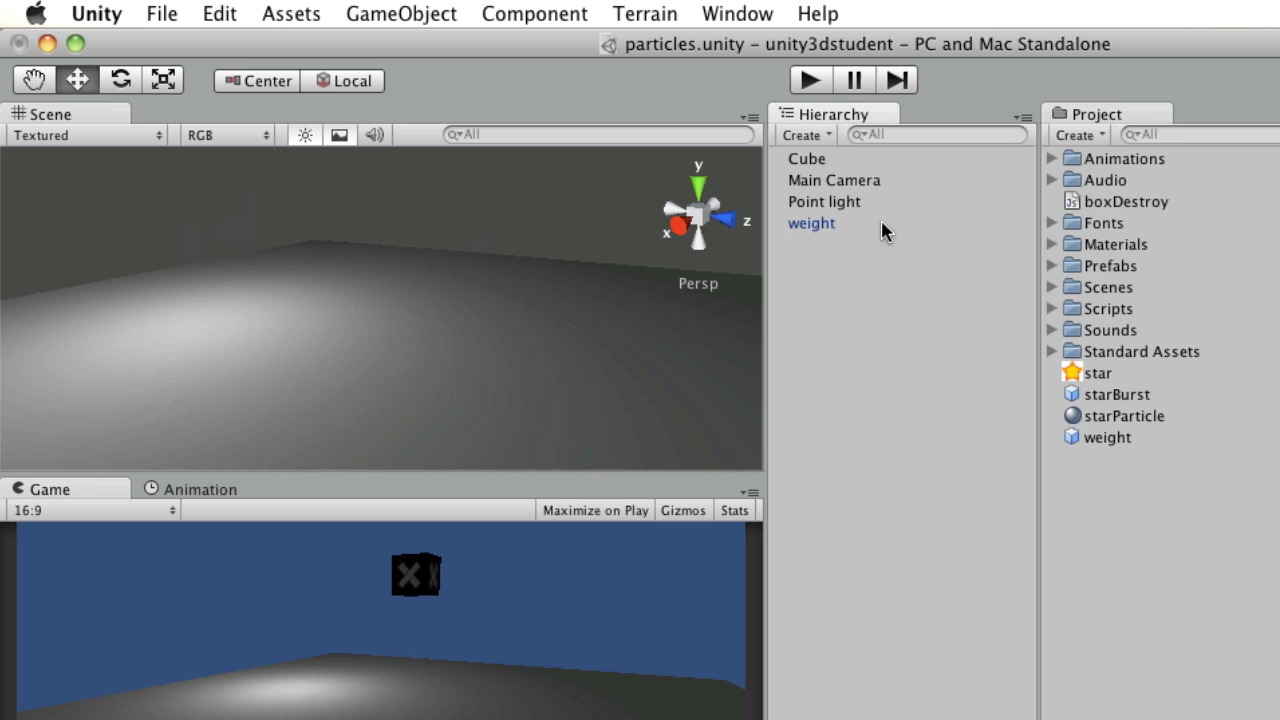 Unity File Edit Assets GameObject Component Terrain Window Help
particles.unity – unity3dstudent – PC and Mac Standalone
Center Local
Scene
Textured RGB All
y
x
z
Persp
Game Animation
16:9 Maximize on Play Gizmos Stats
X X
Hierarchy
Create All
Cube
Main Camera
Point light
weight
Project
Create All
Animations
Audio
Js boxDestroy
Fonts
Materials
Prefabs
Scenes
Scripts
Sounds
Standard Assets
star
starBurst
starParticle
weight